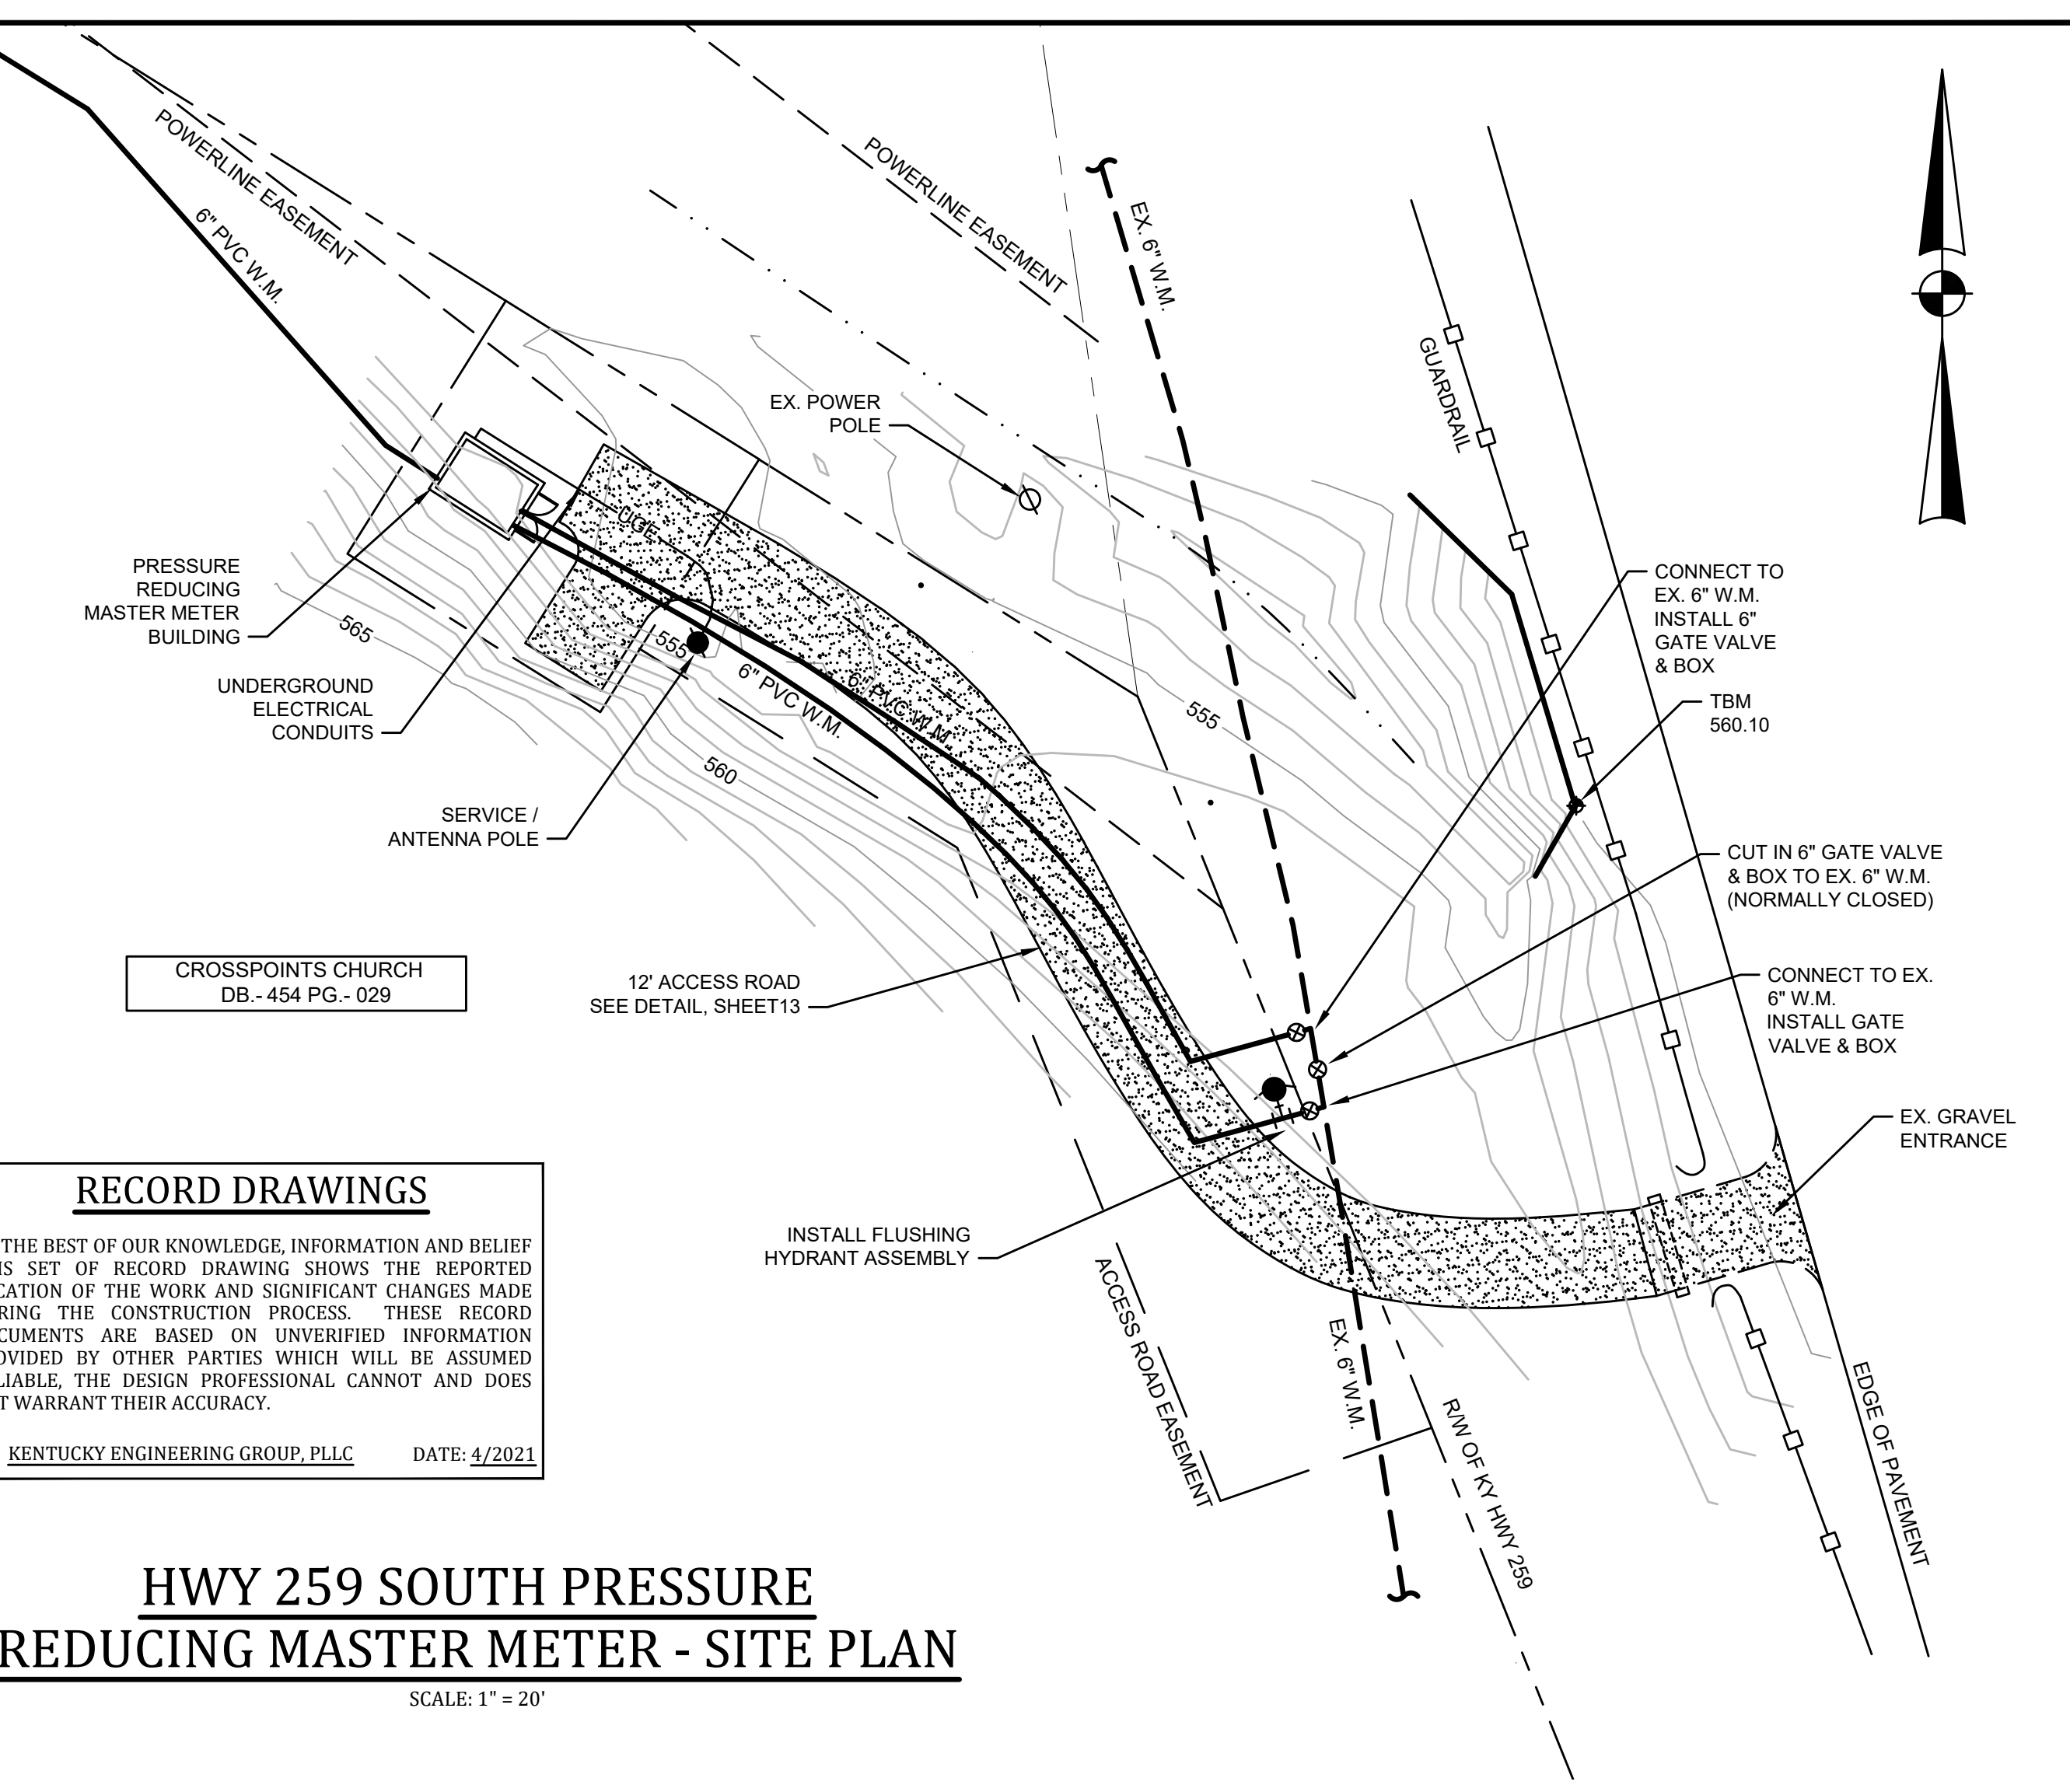 POWERLINE EASEMENT
6" PVC W.M.
POWERLINE EASEMENT
EX. 6" W.M.
GUARDRAIL
EX. POWER
POLE
UGE
PRESSURE
REDUCING
MASTER METER
BUILDING
565
UNDERGROUND
ELECTRICAL
CONDUITS
555
6" PVC W.M.
6" PVC W.M.
560
555
SERVICE /
ANTENNA POLE
CONNECT TO
EX. 6" W.M.
INSTALL 6"
GATE VALVE
& BOX
TBM
560.10
CUT IN 6" GATE VALVE
& BOX TO EX. 6" W.M.
(NORMALLY CLOSED)
CROSSPOINTS CHURCH
DB.- 454 PG.- 029
12' ACCESS ROAD
SEE DETAIL, SHEET13
CONNECT TO EX.
6" W.M.
INSTALL GATE
VALVE & BOX
EX. GRAVEL
ENTRANCE
INSTALL FLUSHING
HYDRANT ASSEMBLY
ACCESS ROAD EASEMENT
EX. 6" W.M.
R/W OF KY HWY 259
EDGE OF PAVEMENT
RECORD DRAWINGS
THE BEST OF OUR KNOWLEDGE, INFORMATION AND BELIEF
IS SET OF RECORD DRAWING SHOWS THE REPORTED
CATION OF THE WORK AND SIGNIFICANT CHANGES MADE
RING THE CONSTRUCTION PROCESS. THESE RECORD
CUMENTS ARE BASED ON UNVERIFIED INFORMATION
OVIDED BY OTHER PARTIES WHICH WILL BE ASSUMED
LIABLE, THE DESIGN PROFESSIONAL CANNOT AND DOES
T WARRANT THEIR ACCURACY.
KENTUCKY ENGINEERING GROUP, PLLC DATE: 4/2021
HWY 259 SOUTH PRESSURE
REDUCING MASTER METER - SITE PLAN
SCALE: 1" = 20'